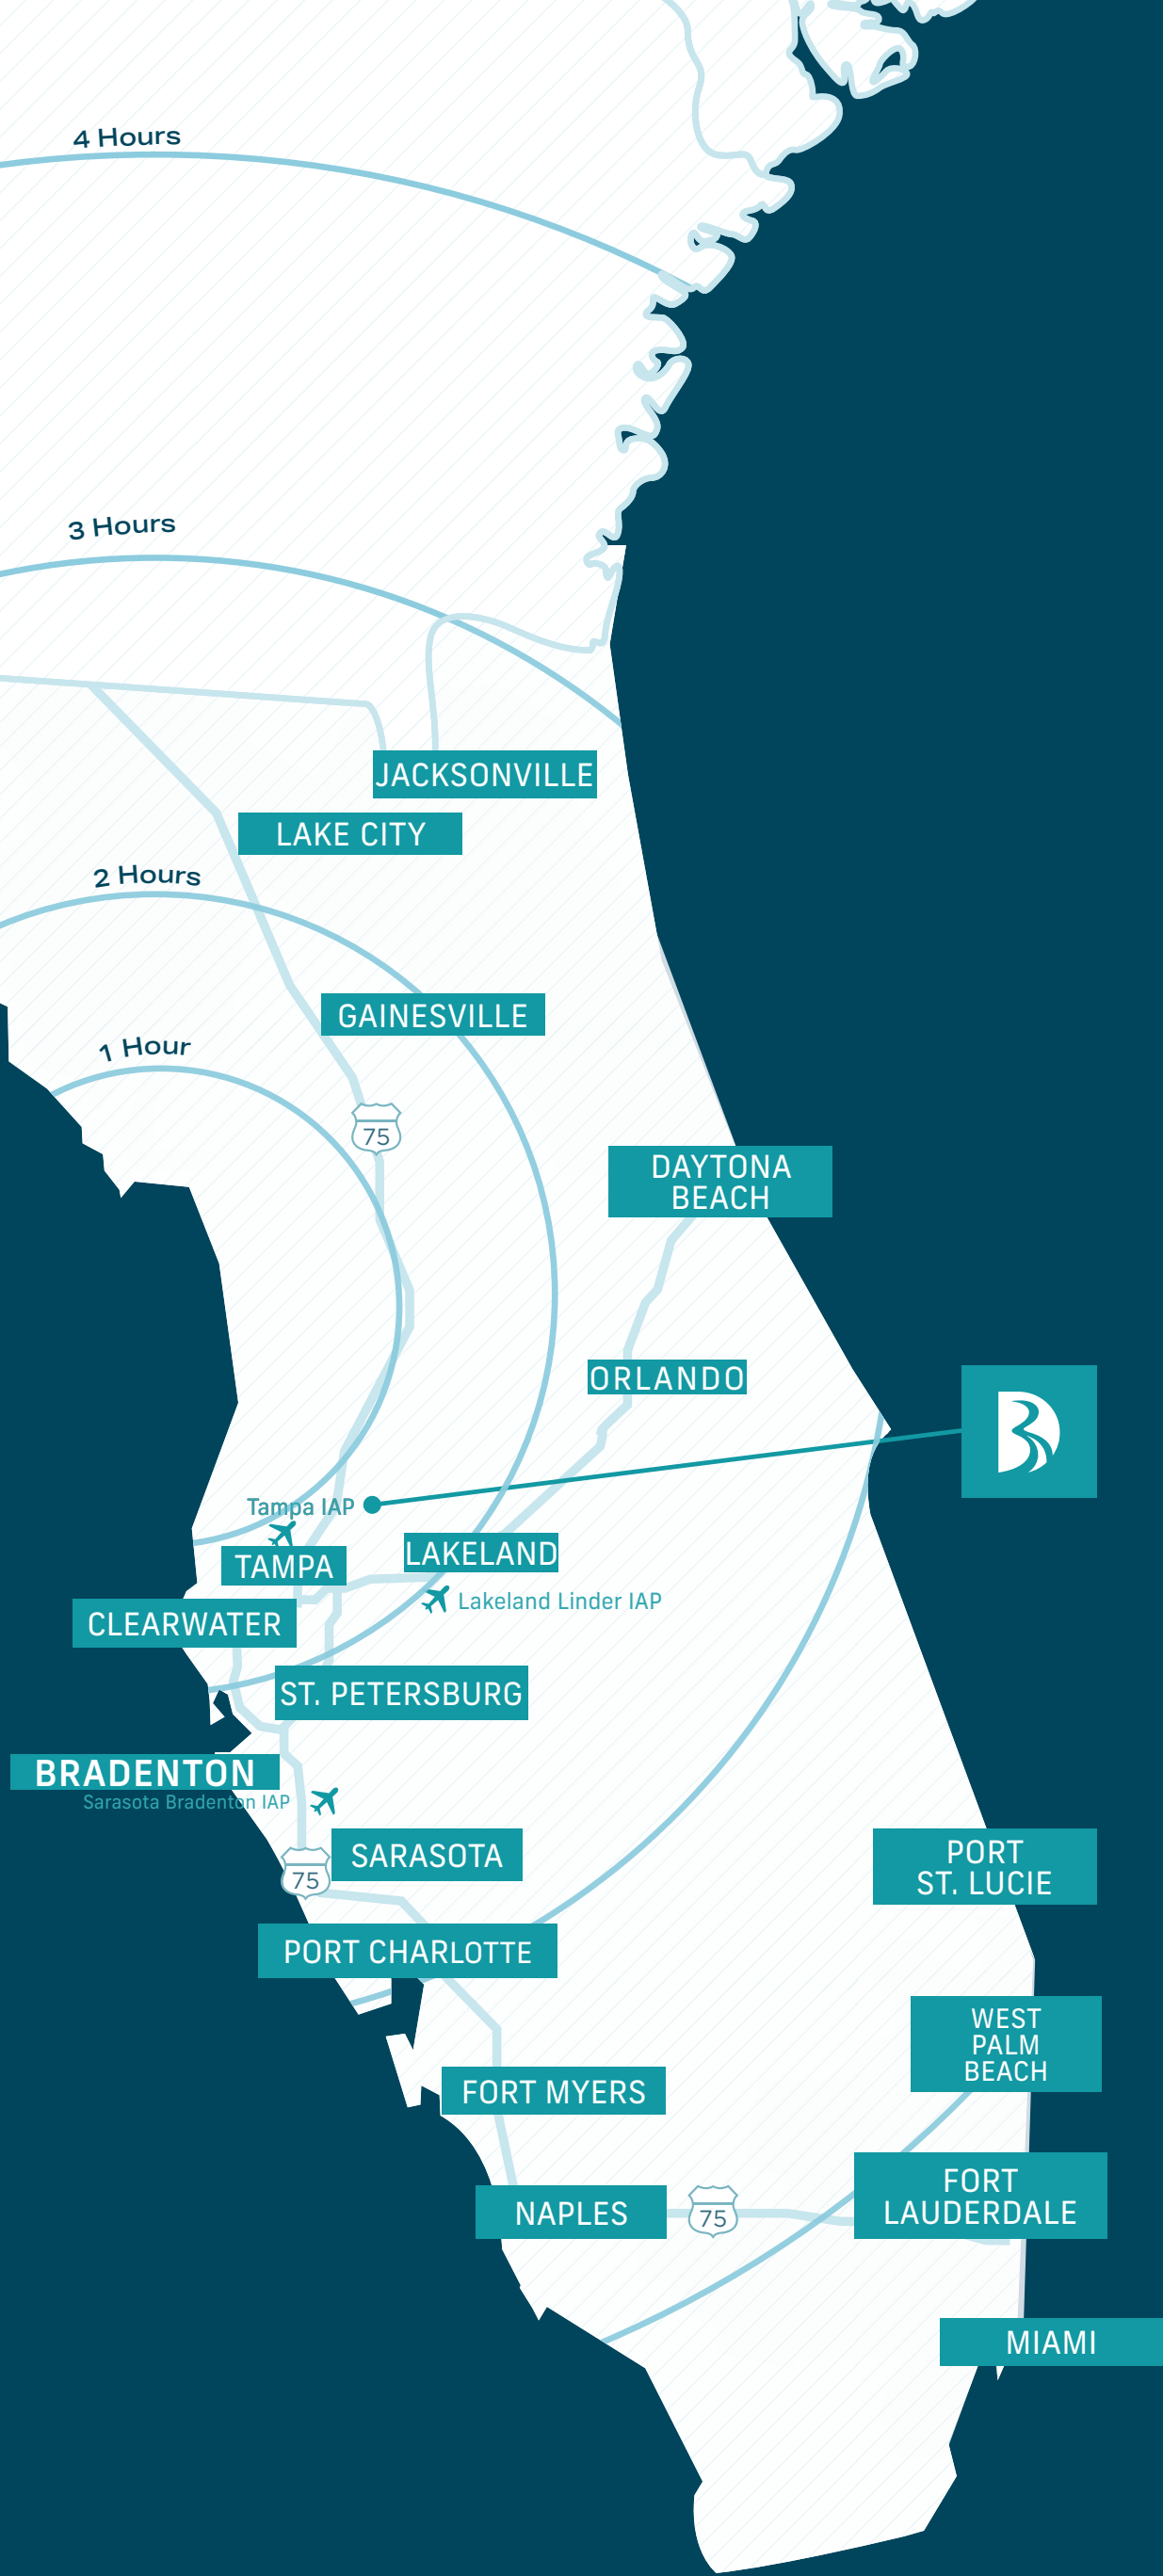 4 Hours
3 Hours
JACKSONVILLE
LAKE CITY
2 Hours
GAINESVILLE
1 Hour
75
DAYTONA
BEACH
ORLANDO
Tampa IAP
LAKELAND
TAMPA
Lakeland Linder IAP
CLEARWATER
ST. PETERSBURG
BRADENTON
Sarasota Bradenton IAP
SARASOTA
PORT
ST. LUCIE
75
PORT CHARLOTTE
WEST
PALM
BEACH
FORT MYERS
FORT
LAUDERDALE
NAPLES
75
MIAMI